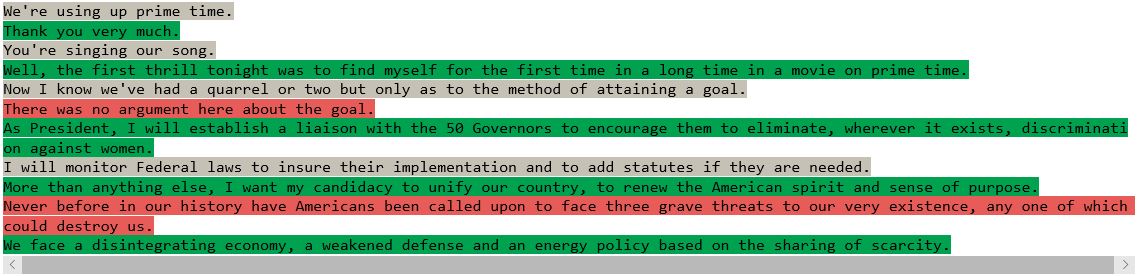 We're using up prime time.
Thank you very much.
You're singing our song.
Well, the first thrill tonight was to find myself for the first time in a long time in a movie on prime time.
Now I know we've had a quarrel or two but only as to the method of attaining a goal.
There was no argument here about the goal.
As President, I will establish a liaison with the 50 Governors to encourage them to eliminate, wherever it exists, discriminati
on against women.
I will monitor Federal laws to insure their implementation and to add statutes if they are needed.
More than anything else, I want my candidacy to unify our country, to renew the American spirit and sense of purpose.
Never before in our history have Americans been called upon to face three grave threats to our very existence, any one of which
could destroy us.
We face a disintegrating economy, a weakened defense and an energy policy based on the sharing of scarcity.